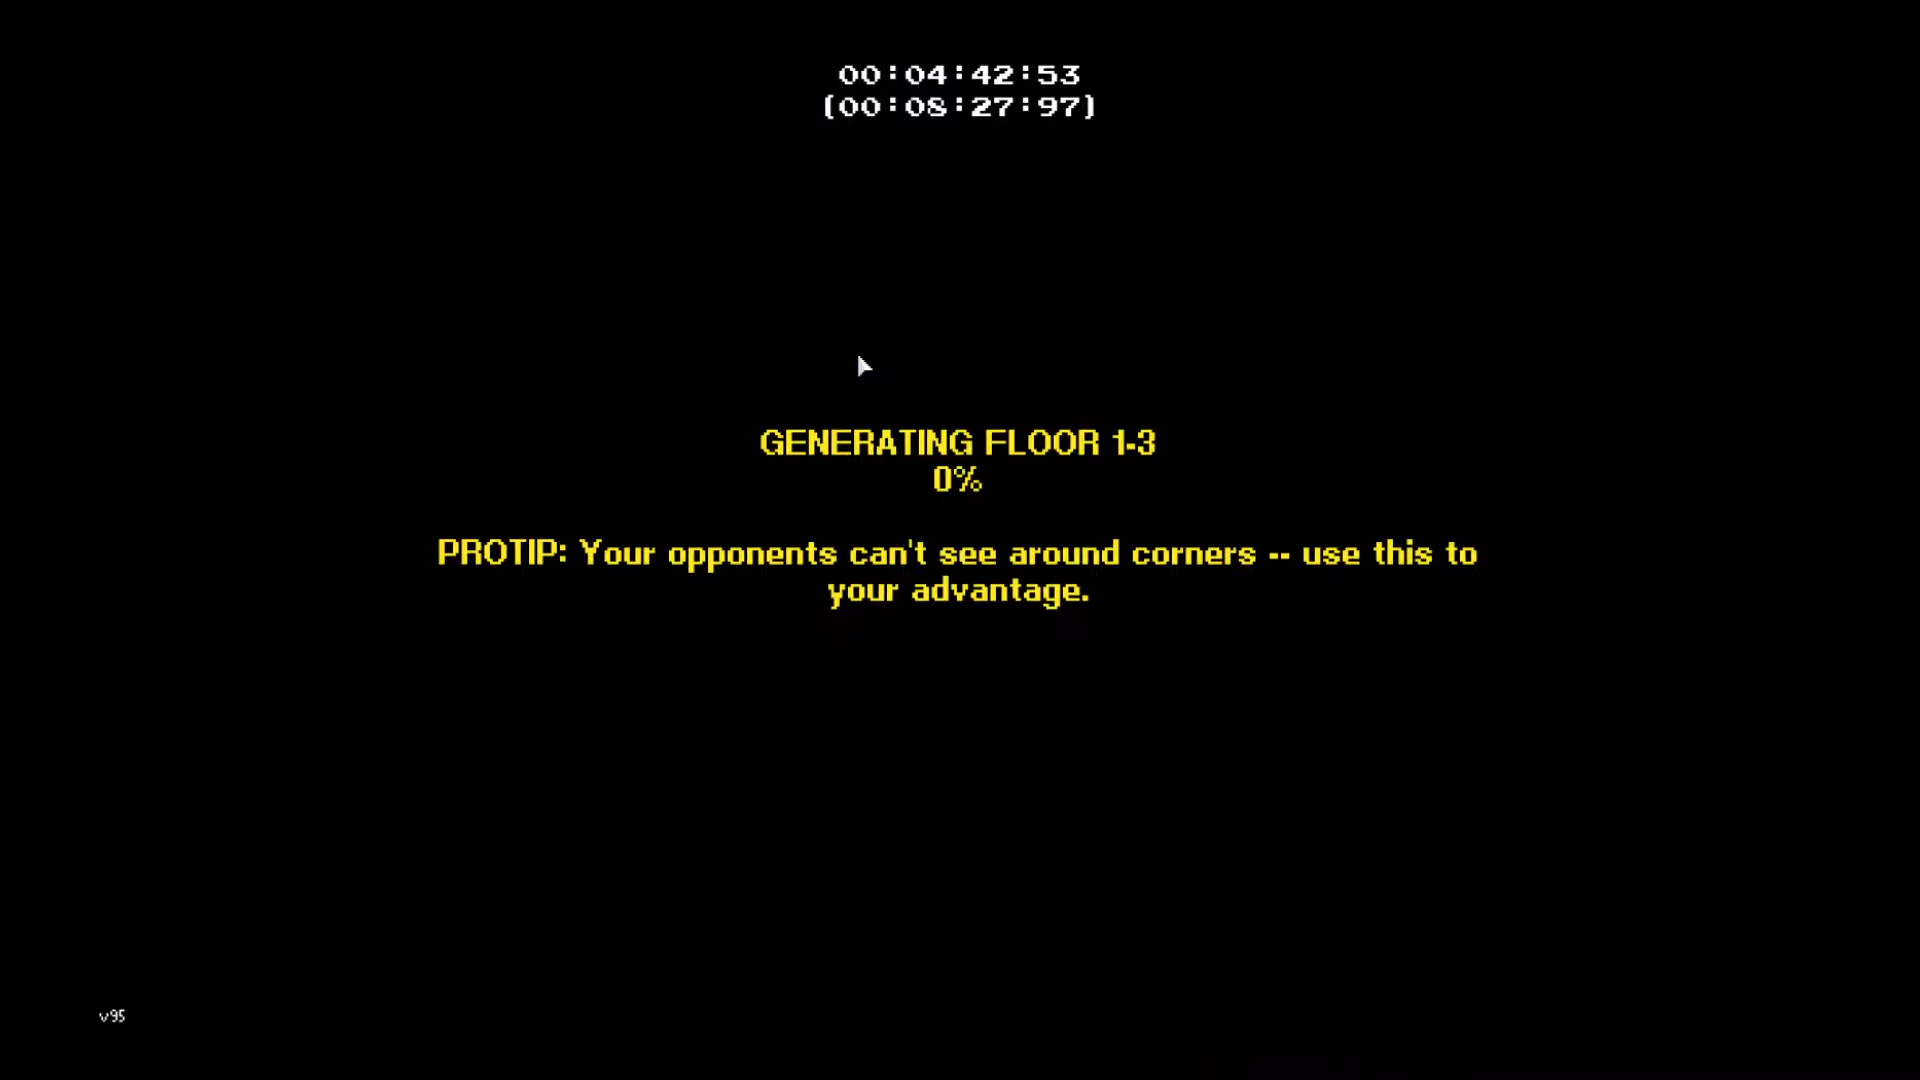 00:04:42:53
(00:08:27:97)
GENERATING FLOOR 1-3
0%
PROTIP: Your opponents can't see around corners -- use this to
your advantage.
v95